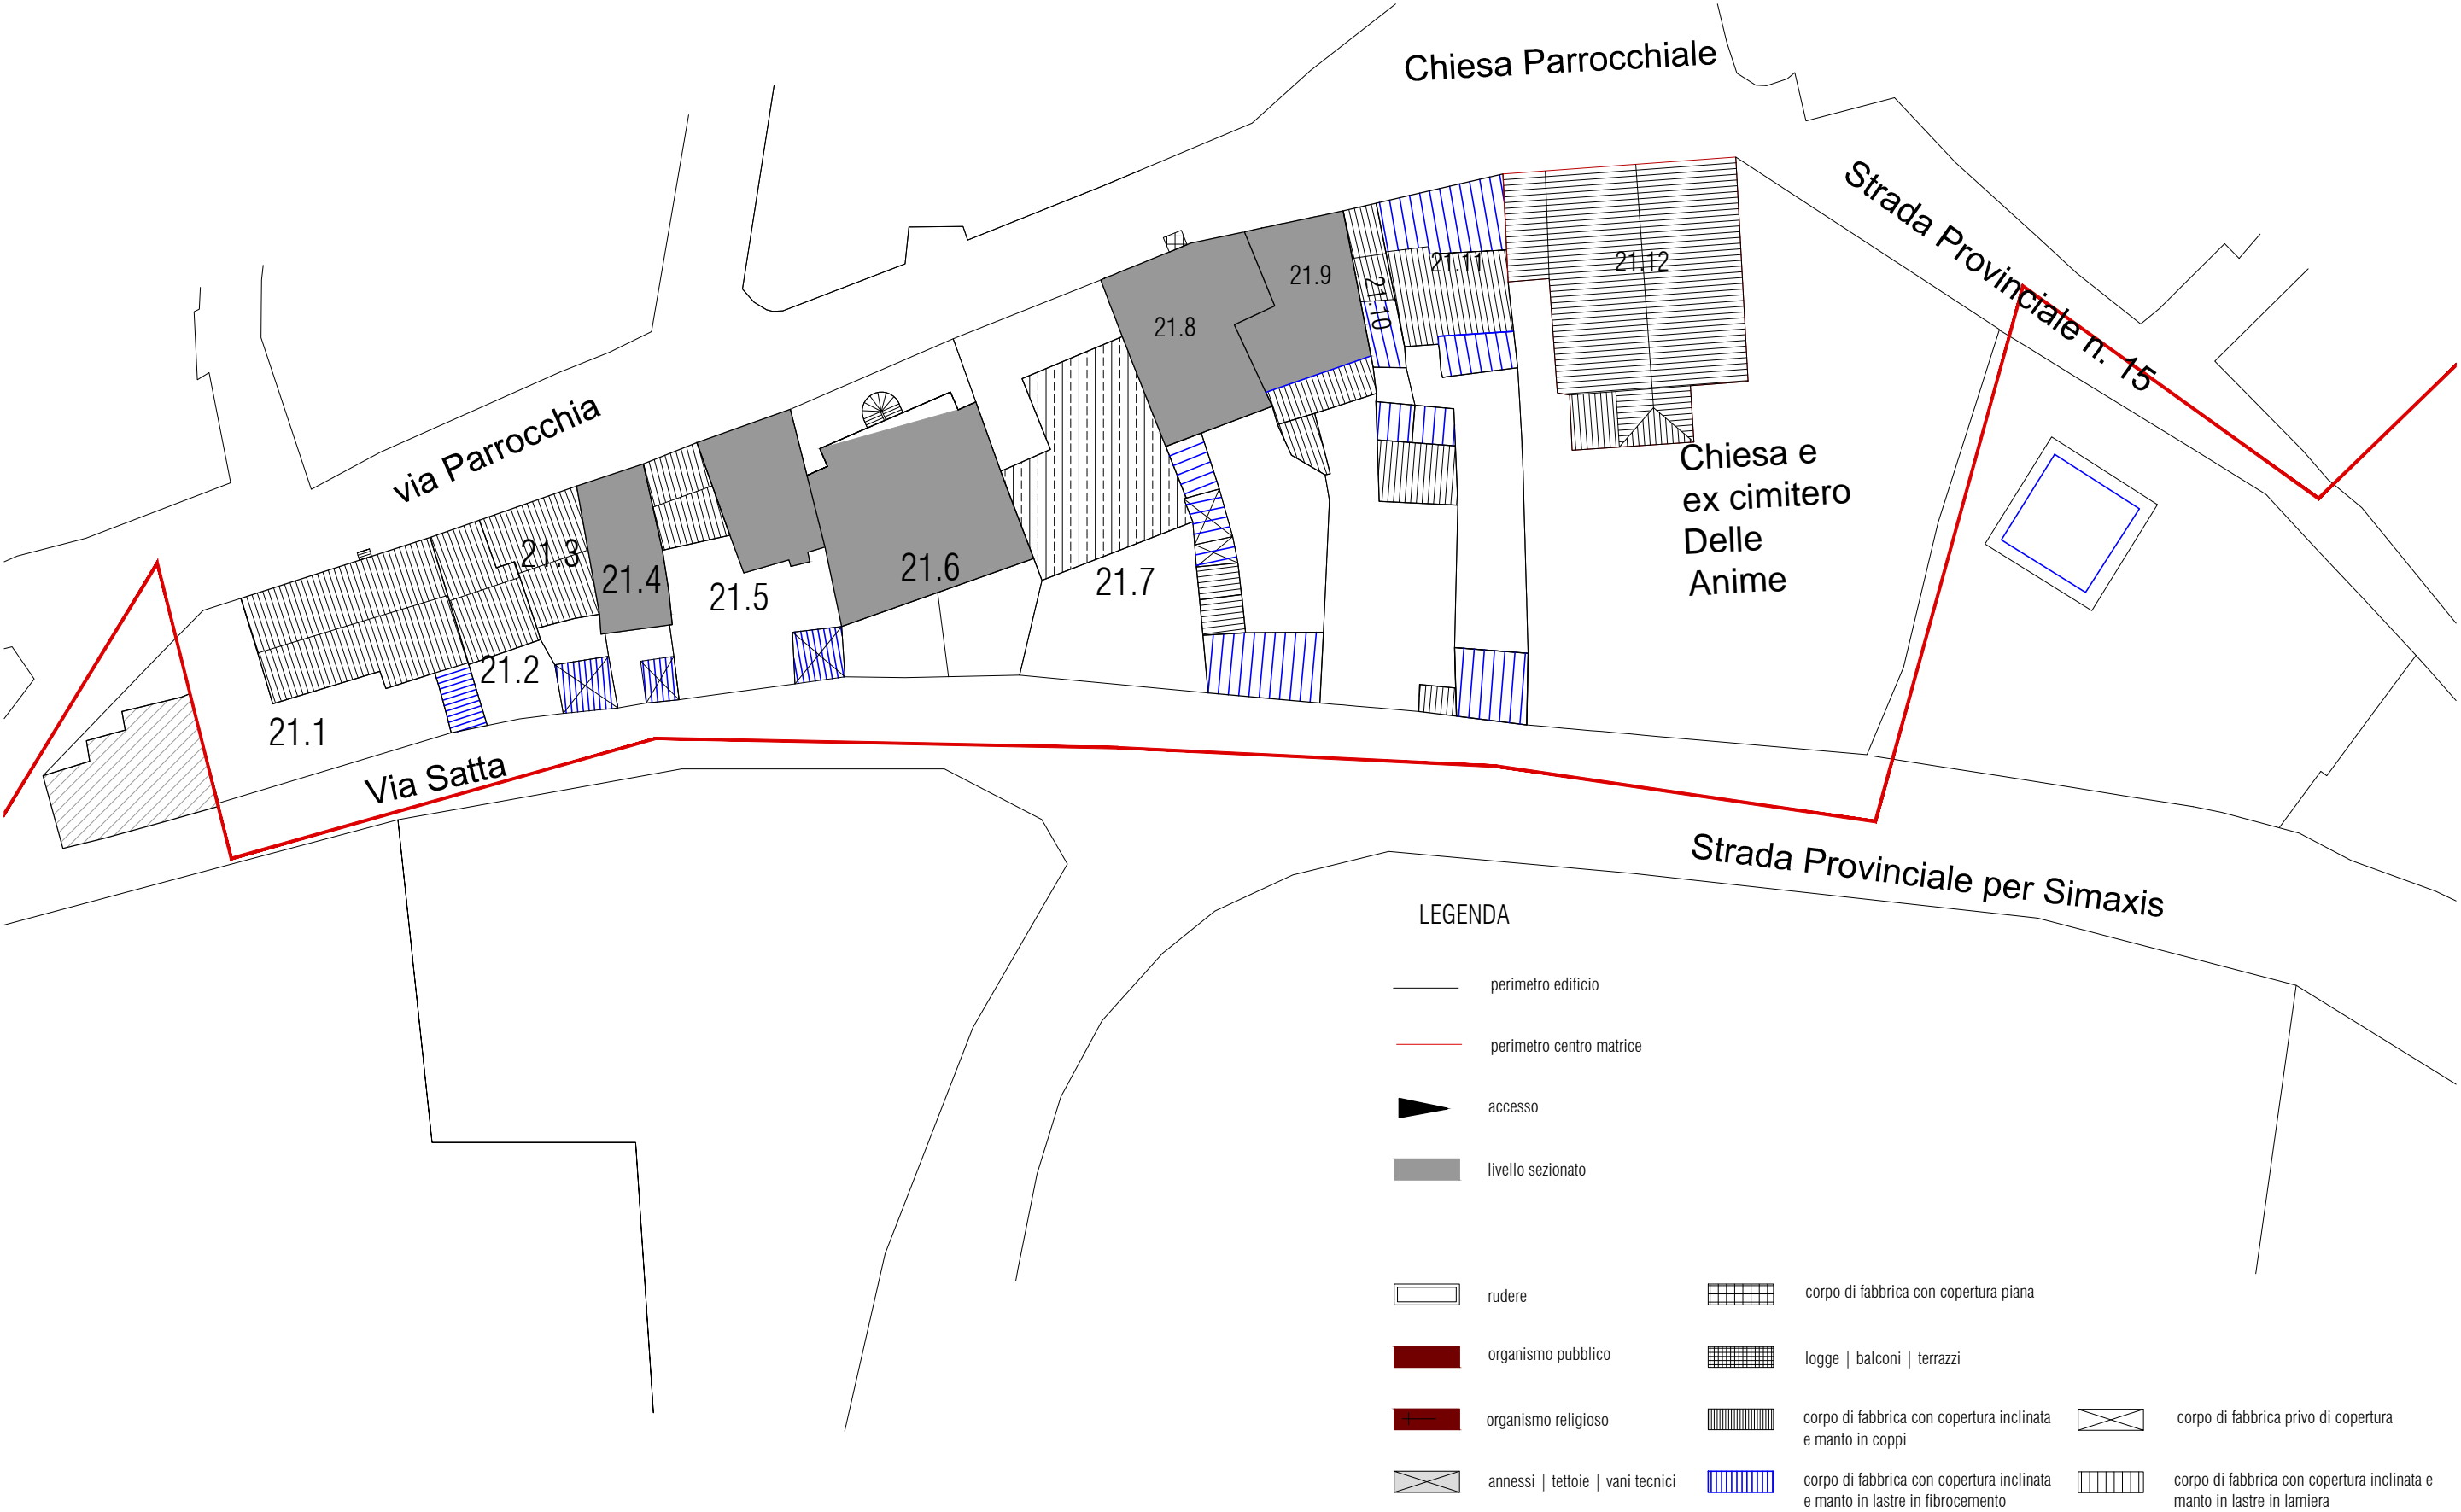 Chiesa Parrocchiale
Strada Provinciale n. 15
via Parrocchia
21.9
21.10
21.11
21.12
21.8
Chiesa e
ex cimitero
Delle
Anime
21.3
21.4
21.5
21.6
21.7
21.2
21.1
Via Satta
Strada Provinciale per Simaxis
LEGENDA
perimetro edificio
perimetro centro matrice
accesso
livello sezionato
rudere
corpo di fabbrica con copertura piana
organismo pubblico
logge | balconi | terrazzi
organismo religioso
corpo di fabbrica con copertura inclinata
e manto in coppi
corpo di fabbrica privo di copertura
annessi | tettoie | vani tecnici
corpo di fabbrica con copertura inclinata
e manto in lastre in fibrocemento
corpo di fabbrica con copertura inclinata e
manto in lastre in lamiera